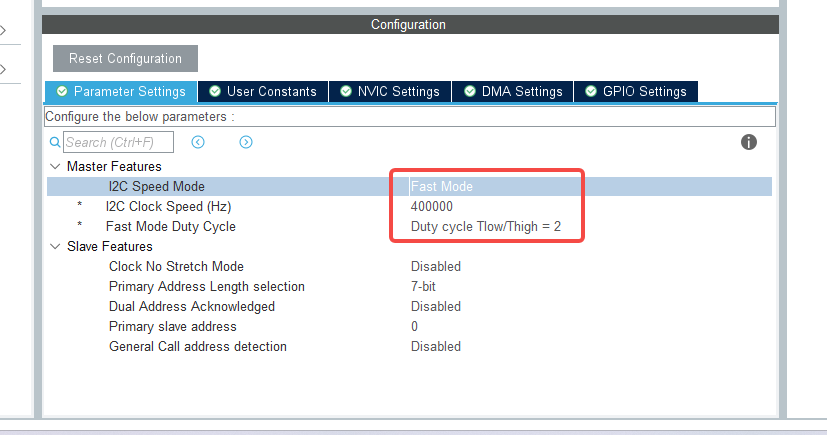 Configuration
Reset Configuration
Parameter Settings User Constants NVIC Settings DMA Settings GPIO Settings
Configure the below parameters :
Search (Ctrl+F)
Master Features
I2C Speed Mode Fast Mode
* I2C Clock Speed (Hz) 400000
* Fast Mode Duty Cycle Duty cycle Tlow/Thigh = 2
Slave Features
Clock No Stretch Mode Disabled
Primary Address Length selection 7-bit
Dual Address Acknowledged Disabled
Primary slave address 0
General Call address detection Disabled